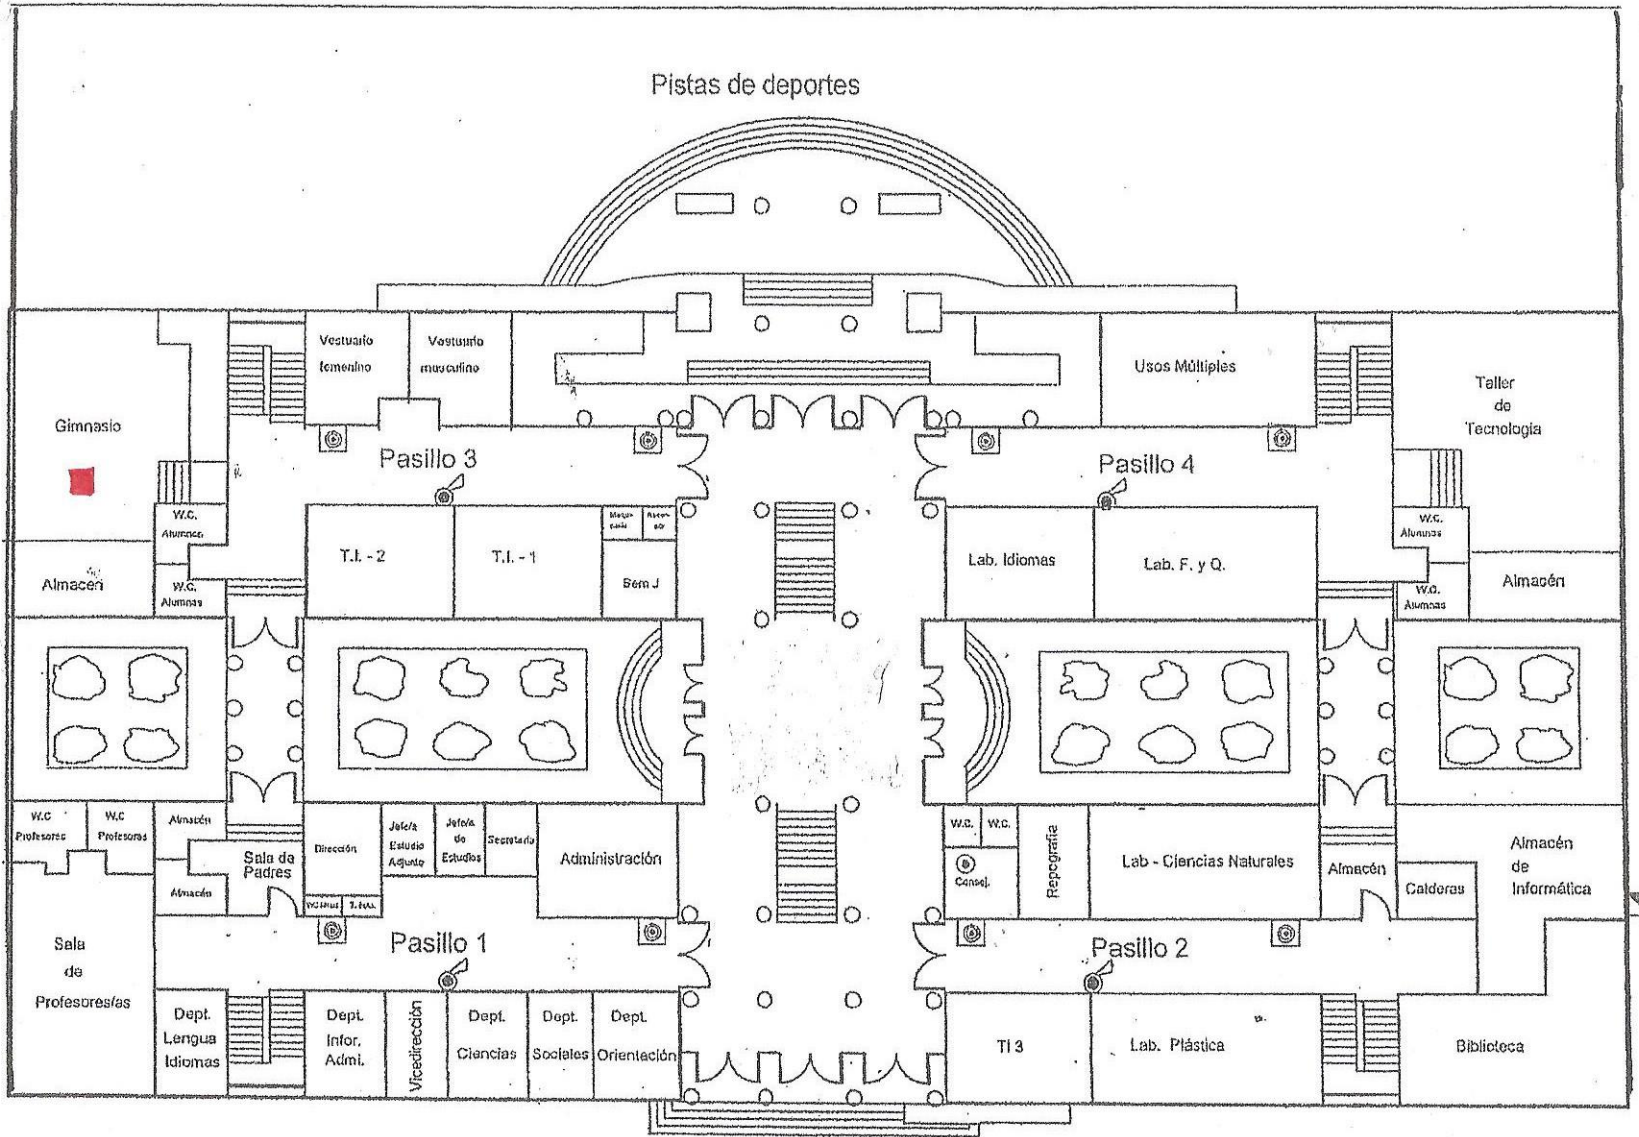 Pistas de deportes
Vestuario
femenino
Vestuario
masculino
Usos Múltiples
Taller
de
Tecnología
Gimnasio
Pasillo 3
Pasillo 4
W.C.
Alumnos
T.I. - 2
T.I. - 1
Lab. Idiomas
Lab. F. y Q.
W.C.
Alumnos
Almacén
W.C.
Alumnas
W.C.
Alumnas
Almacén
W.C
Profesores
W.C
Profesoras
Almacén
Sala de
Padres
Almacén
Dirección
Jefe/a
Estudio
Adjunto
Jefe/a
de
Estudios
Secretaria
Administración
W.C.
W.C.
Consej.
Repografía
Lab - Ciencias Naturales
Almacén
Calderas
Almacén
de
Informática
Sala
de
Profesores/as
Pasillo 1
Pasillo 2
Dept.
Lengua
Idiomas
Dept.
Infor.
Admi.
Vicedirección
Dept.
Ciencias
Dept.
Sociales
Dept.
Orientación
TI 3
Lab. Plástica
Biblioteca